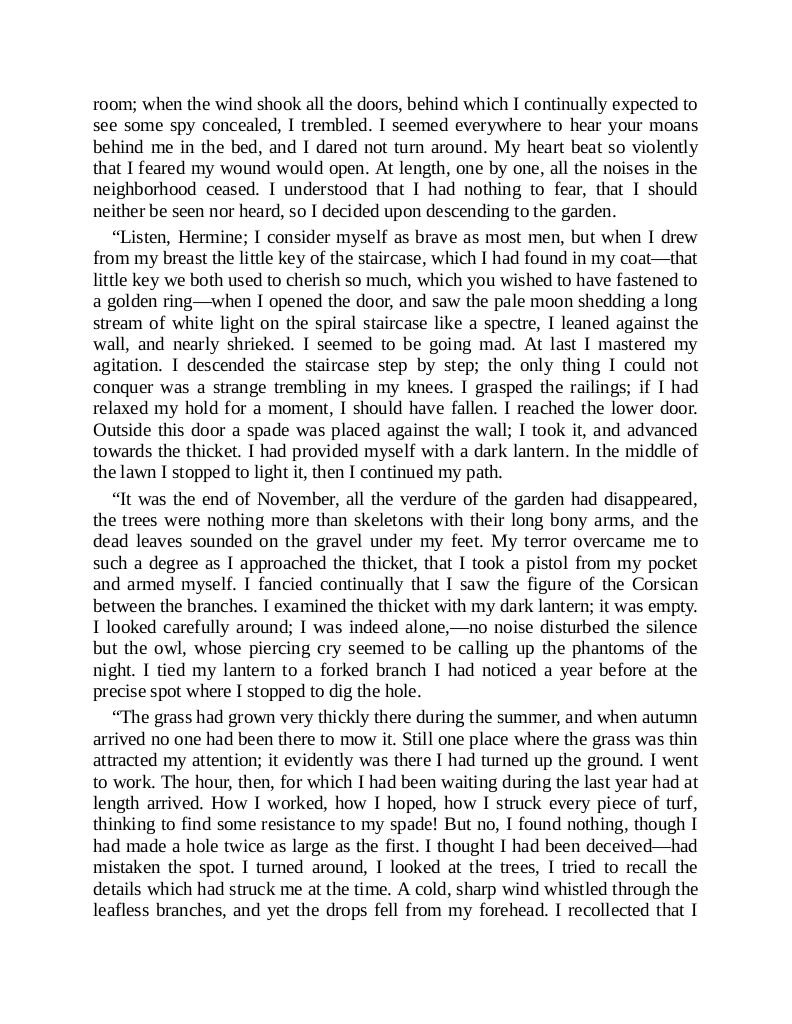 room; when the wind shook all the doors, behind which I continually expected to
see some spy concealed, I trembled. I seemed everywhere to hear your moans
behind me in the bed, and I dared not turn around. My heart beat so violently
that I feared my wound would open. At length, one by one, all the noises in the
neighborhood ceased. I understood that I had nothing to fear, that I should
neither be seen nor heard, so I decided upon descending to the garden.
“Listen, Hermine; I consider myself as brave as most men, but when I drew
from my breast the little key of the staircase, which I had found in my coat—that
little key we both used to cherish so much, which you wished to have fastened to
a golden ring—when I opened the door, and saw the pale moon shedding a long
stream of white light on the spiral staircase like a spectre, I leaned against the
wall, and nearly shrieked. I seemed to be going mad. At last I mastered my
agitation. I descended the staircase step by step; the only thing I could not
conquer was a strange trembling in my knees. I grasped the railings; if I had
relaxed my hold for a moment, I should have fallen. I reached the lower door.
Outside this door a spade was placed against the wall; I took it, and advanced
towards the thicket. I had provided myself with a dark lantern. In the middle of
the lawn I stopped to light it, then I continued my path.
“It was the end of November, all the verdure of the garden had disappeared,
the trees were nothing more than skeletons with their long bony arms, and the
dead leaves sounded on the gravel under my feet. My terror overcame me to
such a degree as I approached the thicket, that I took a pistol from my pocket
and armed myself. I fancied continually that I saw the figure of the Corsican
between the branches. I examined the thicket with my dark lantern; it was empty.
I looked carefully around; I was indeed alone,—no noise disturbed the silence
but the owl, whose piercing cry seemed to be calling up the phantoms of the
night. I tied my lantern to a forked branch I had noticed a year before at the
precise spot where I stopped to dig the hole.
“The grass had grown very thickly there during the summer, and when autumn
arrived no one had been there to mow it. Still one place where the grass was thin
attracted my attention; it evidently was there I had turned up the ground. I went
to work. The hour, then, for which I had been waiting during the last year had at
length arrived. How I worked, how I hoped, how I struck every piece of turf,
thinking to find some resistance to my spade! But no, I found nothing, though I
had made a hole twice as large as the first. I thought I had been deceived—had
mistaken the spot. I turned around, I looked at the trees, I tried to recall the
details which had struck me at the time. A cold, sharp wind whistled through the
leafless branches, and yet the drops fell from my forehead. I recollected that I